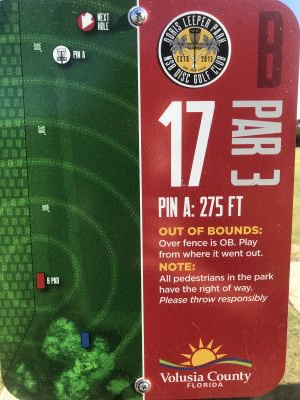 NEXT
HOLE
PIN A
B PAD
DORIS LEEPER PARK
ESTD 2015
NSB DISC GOLF CLUB
B
17
PAR 3
PIN A: 275 FT
OUT OF BOUNDS:
Over fence is OB. Play
from where it went out.
NOTE:
All pedestrians in the park
have the right of way.
Please throw responsibly
Volusia County
FLORIDA